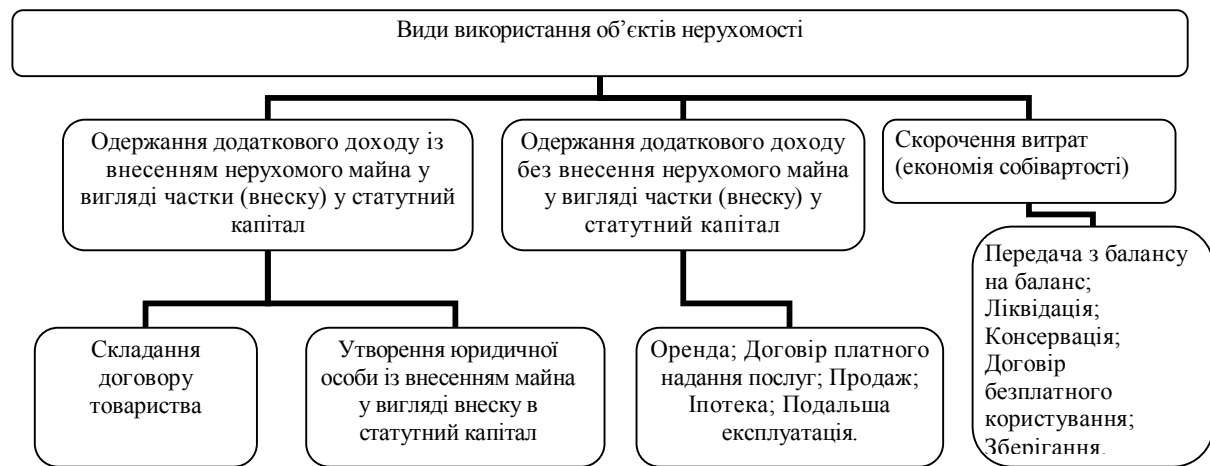 Види використання об’єктів нерухомості
Одержання додаткового доходу із
внесенням нерухомого майна у
вигляді частки (внеску) у статутний
капітал
Одержання додаткового доходу
без внесення нерухомого майна
у вигляді частки (внеску) у
статутний капітал
Скорочення витрат
(економія собівартості)
Складання
договору
товариства
Утворення юридичної
особи із внесенням майна
у вигляді внеску в
статутний капітал
Оренда; Договір платного
надання послуг; Продаж;
Іпотека; Подальша
експлуатація.
Передача з балансу
на баланс;
Ліквідація;
Консервація;
Договір
безплатного
користування;
Зберігання.